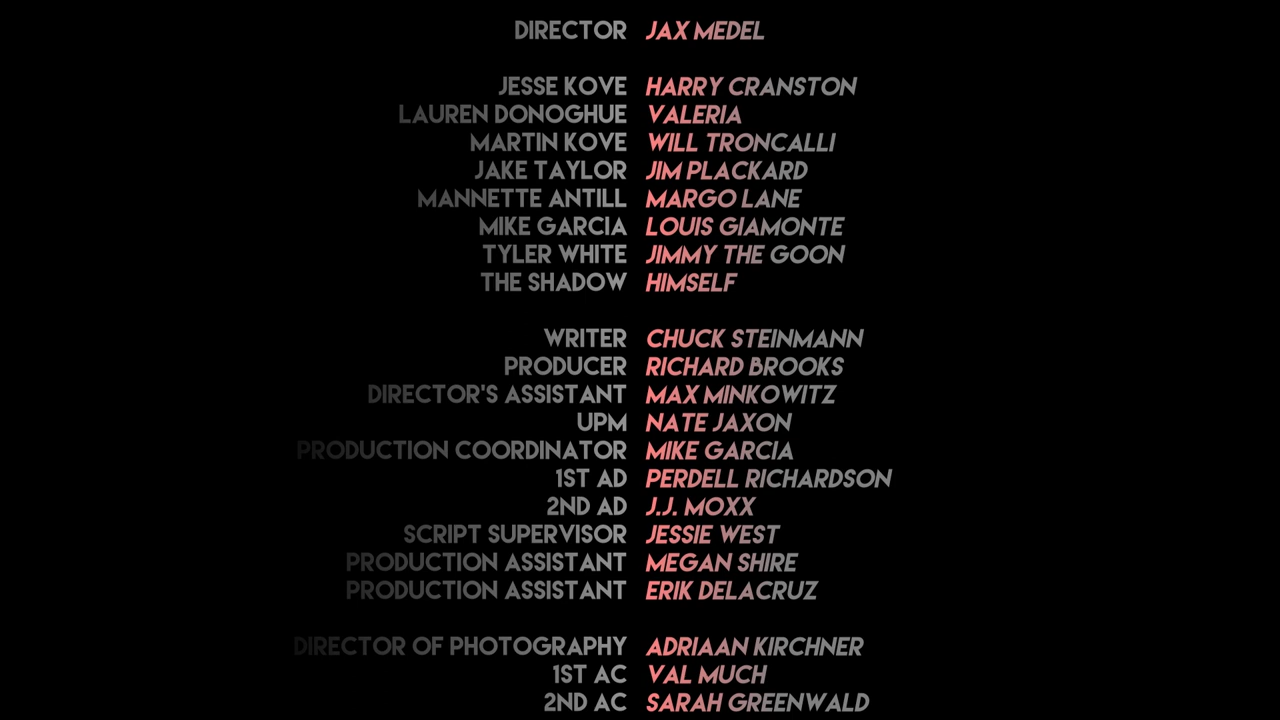 DIRECTOR JAX MEDEL
JESSE KOVE HARRY CRANSTON
LAUREN DONOGHUE VALERIA
MARTIN KOVE WILL TRONCALLI
JAKE TAYLOR JIM PLACKARD
MANNETTE ANTILL MARGO LANE
MIKE GARCIA LOUIS GIAMONTE
TYLER WHITE JIMMY THE GOON
THE SHADOW HIMSELF
WRITER CHUCK STEINMANN
PRODUCER RICHARD BROOKS
DIRECTOR'S ASSISTANT MAX MINKOWITZ
UPM NATE JAXON
PRODUCTION COORDINATOR MIKE GARCIA
1ST AD PERDELL RICHARDSON
2ND AD J.J. MOXX
SCRIPT SUPERVISOR JESSIE WEST
PRODUCTION ASSISTANT MEGAN SHIRE
PRODUCTION ASSISTANT ERIK DELACRUZ
DIRECTOR OF PHOTOGRAPHY ADRIAAN KIRCHNER
1ST AC VAL MUCH
2ND AC SARAH GREENWALD